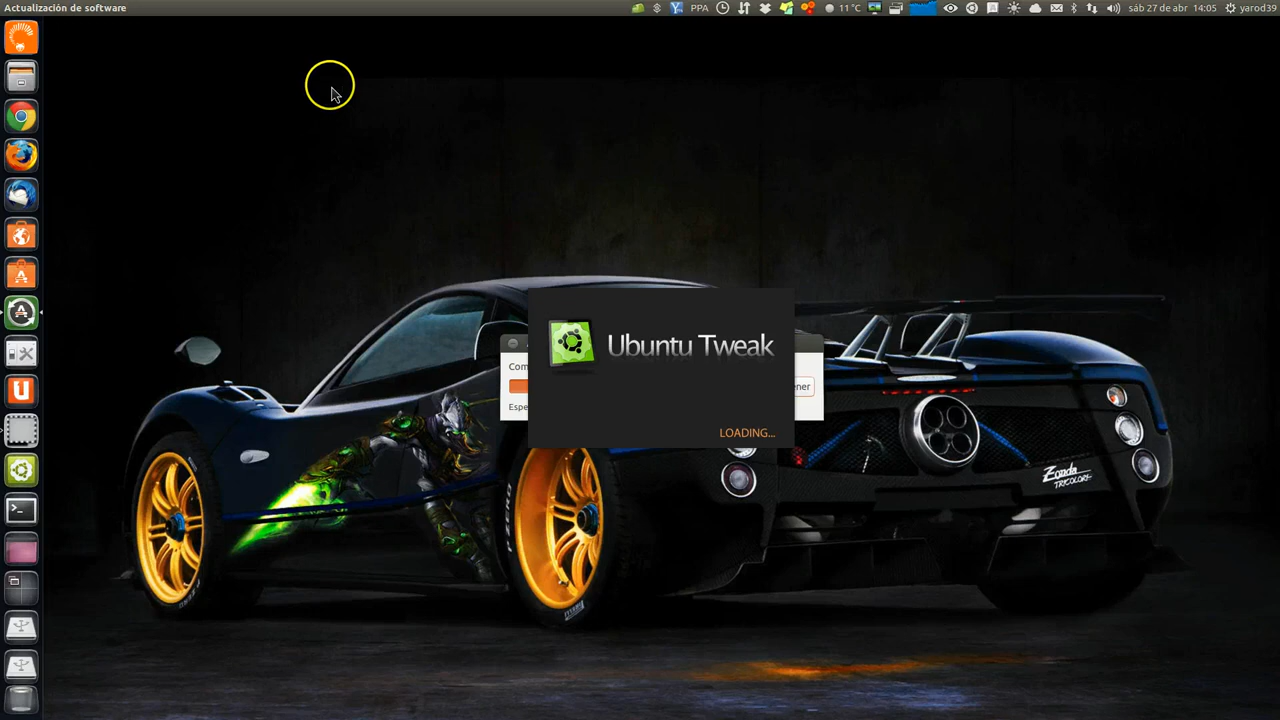 Actualización de software
PPA
11 °C
sáb 27 de abr
14:05
yarod39
Ubuntu Tweak
Com
ner
Espe
LOADING...
Zonda
TRICOLORE
PZERO